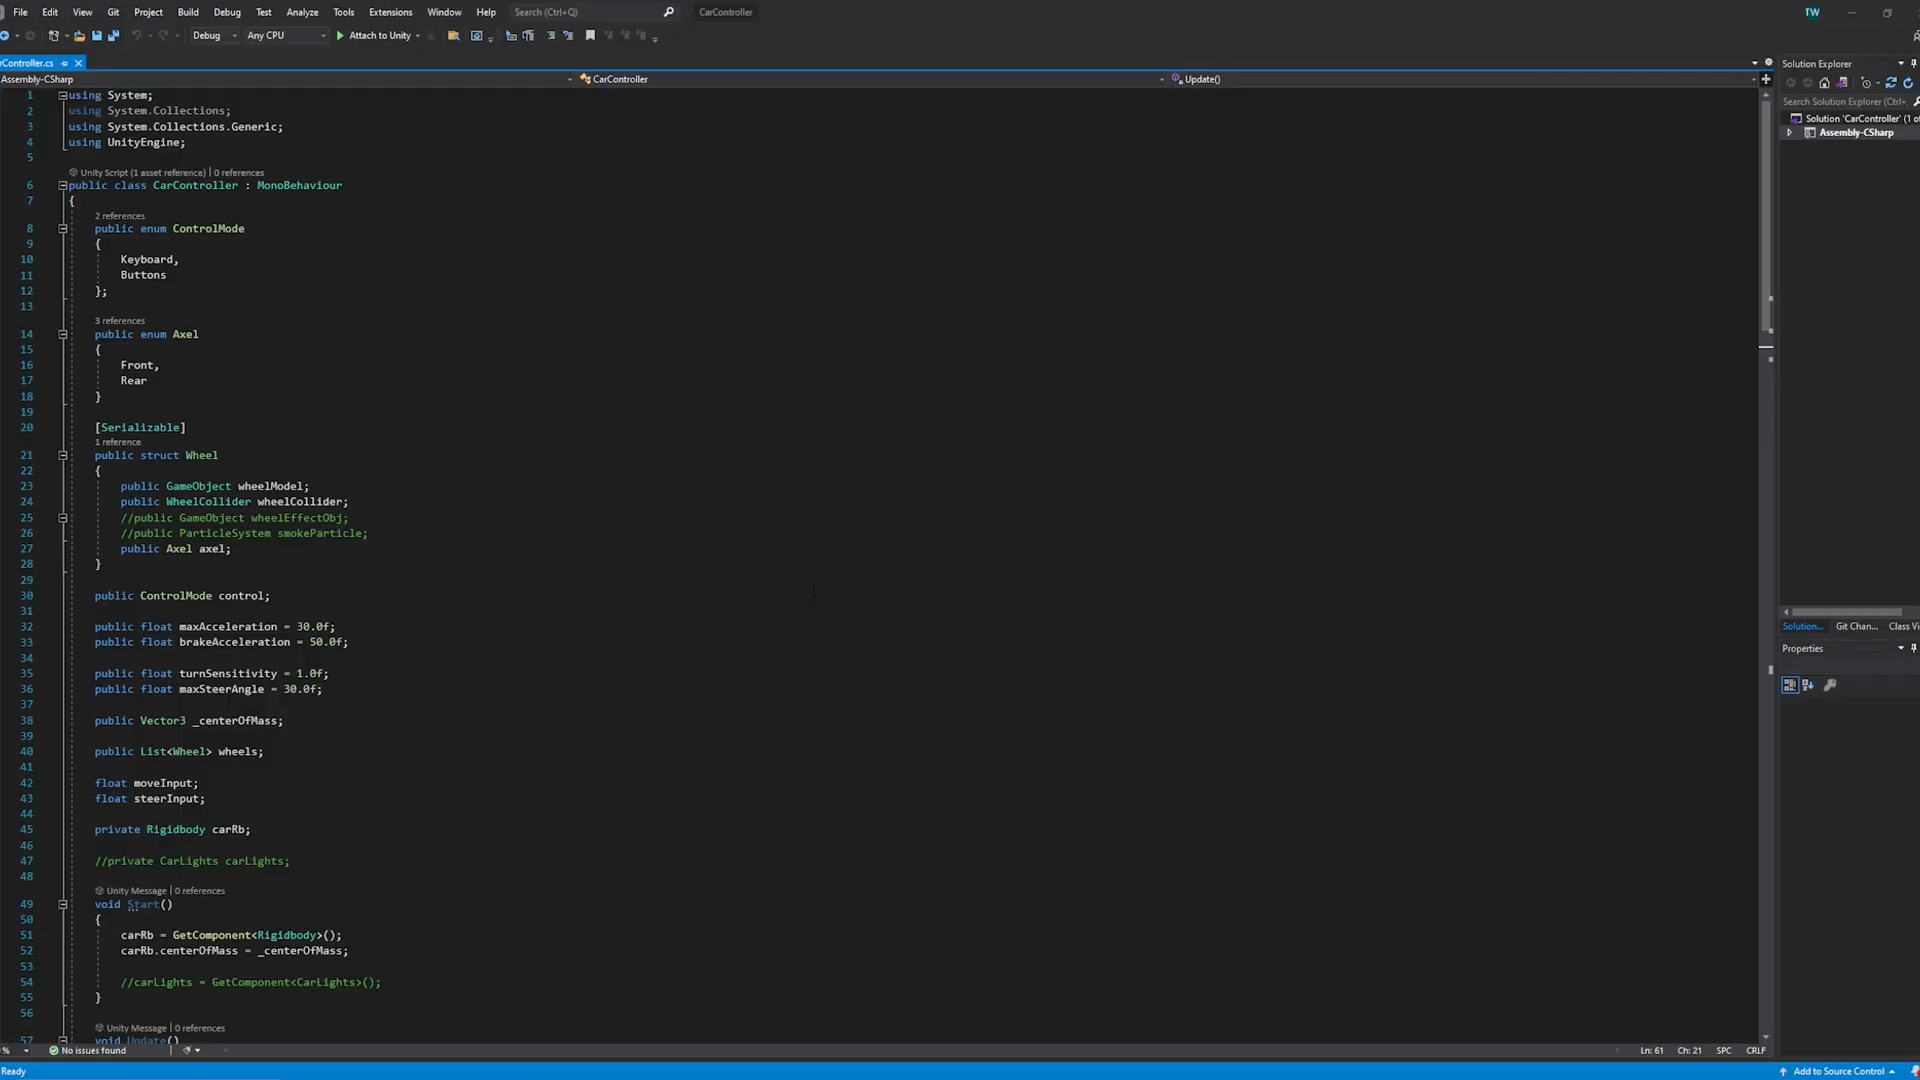 File Edit View Git Project Build Debug Test Analyze Tools Extensions Window Help Search (Ctrl+Q) CarController TW
Debug Any CPU Attach to Unity
rController.cs
Assembly-CSharp CarController Update()
1 using System;
2 using System.Collections;
3 using System.Collections.Generic;
4 using UnityEngine;
5
Unity Script (1 asset reference) | 0 references
6 public class CarController : MonoBehaviour
7 {
2 references
8 public enum ControlMode
9 {
10 Keyboard,
11 Buttons
12 };
13
3 references
14 public enum Axel
15 {
16 Front,
17 Rear
18 }
19
20 [Serializable]
1 reference
21 public struct Wheel
22 {
23 public GameObject wheelModel;
24 public WheelCollider wheelCollider;
25 //public GameObject wheelEffectObj;
26 //public ParticleSystem smokeParticle;
27 public Axel axel;
28 }
29
30 public ControlMode control;
31
32 public float maxAcceleration = 30.0f;
33 public float brakeAcceleration = 50.0f;
34
35 public float turnSensitivity = 1.0f;
36 public float maxSteerAngle = 30.0f;
37
38 public Vector3 _centerOfMass;
39
40 public List<Wheel> wheels;
41
42 float moveInput;
43 float steerInput;
44
45 private Rigidbody carRb;
46
47 //private CarLights carLights;
48
Unity Message | 0 references
49 void Start()
50 {
51 carRb = GetComponent<Rigidbody>();
52 carRb.centerOfMass = _centerOfMass;
53
54 //carLights = GetComponent<CarLights>();
55 }
56
Unity Message | 0 references
57 void Update()
% No issues found Ln: 61 Ch: 21 SPC CRLF
Ready Add to Source Control
Solution Explorer
Search Solution Explorer (Ctrl+
Solution 'CarController' (1 of
Assembly-CSharp
Solution... Git Chan... Class Vi
Properties